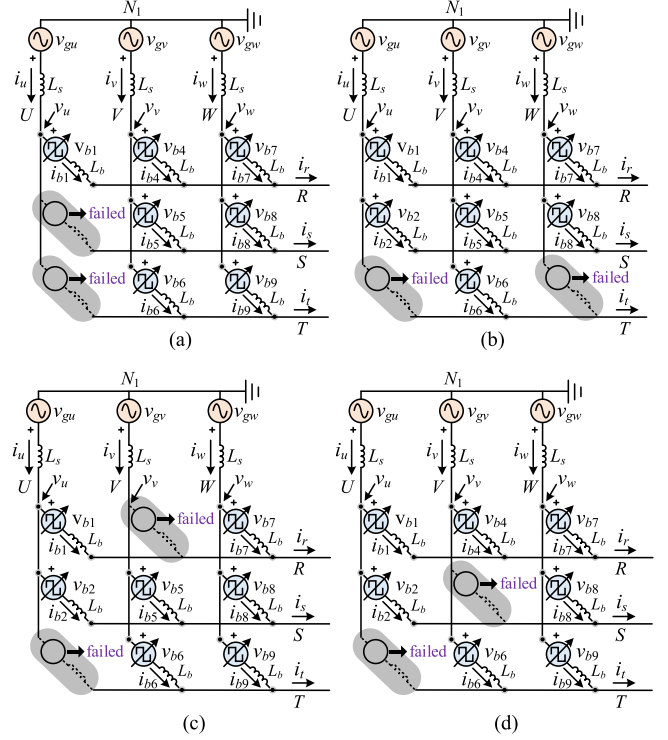 N1 N1
vgu vgv vgw vgu vgv vgw
+ + + + + +
iu Ls iv Ls iw Ls iu Ls iv Ls iw Ls
U vu V vv W vw U vu V vv W vw
+ + + + + +
vb1 vb4 vb7 vb1 vb4 vb7
ib1 Lb ib4 Lb ib7 Lb ir ib1 Lb ib4 Lb ib7 Lb ir
R R
failed + vb5 + vb8 + vb2 + vb5 + vb8
ib5 Lb ib8 Lb is ib2 Lb ib5 Lb ib8 Lb is
S S
failed + vb6 + vb9 failed + vb6 failed
ib6 Lb ib9 Lb it ib6 Lb it
T T
(a) (b)
N1 N1
vgu vgv vgw vgu vgv vgw
+ + + + + +
iu Ls iv Ls iw Ls iu Ls iv Ls iw Ls
U vu V vv W vw U vu V vv W vw
+ + + + +
vb1 failed vb7 vb1 vb4 vb7
ib1 Lb ib7 Lb ir ib1 Lb ib4 Lb ib7 Lb ir
R R
+ vb2 + vb5 + vb8 + vb2 failed + vb8
ib2 Lb ib5 Lb ib8 Lb is ib2 Lb ib8 Lb is
S S
failed + vb6 + vb9 failed + vb6 + vb9
ib6 Lb ib9 Lb it ib6 Lb ib9 Lb it
T T
(c) (d)